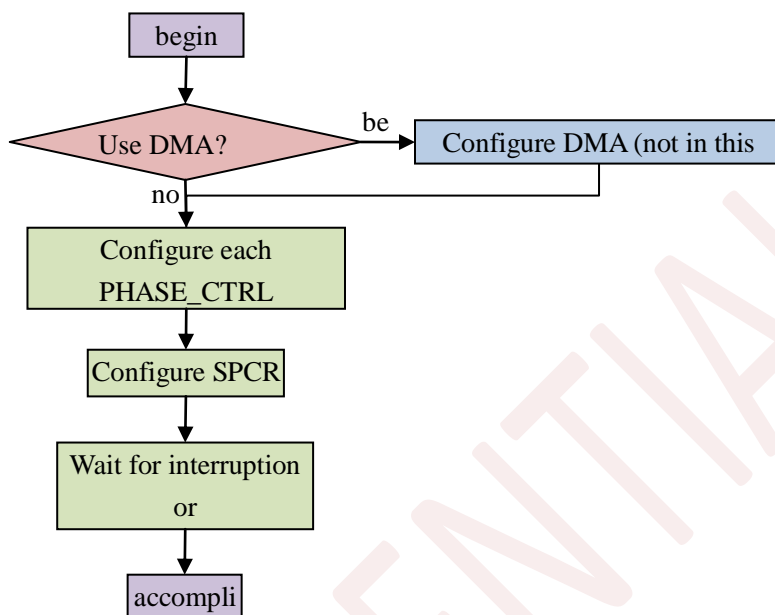 begin
Use DMA?
be
Configure DMA (not in this
no
Configure each
PHASE_CTRL
Configure SPCR
Wait for interruption
or
accompli
ENTIAL